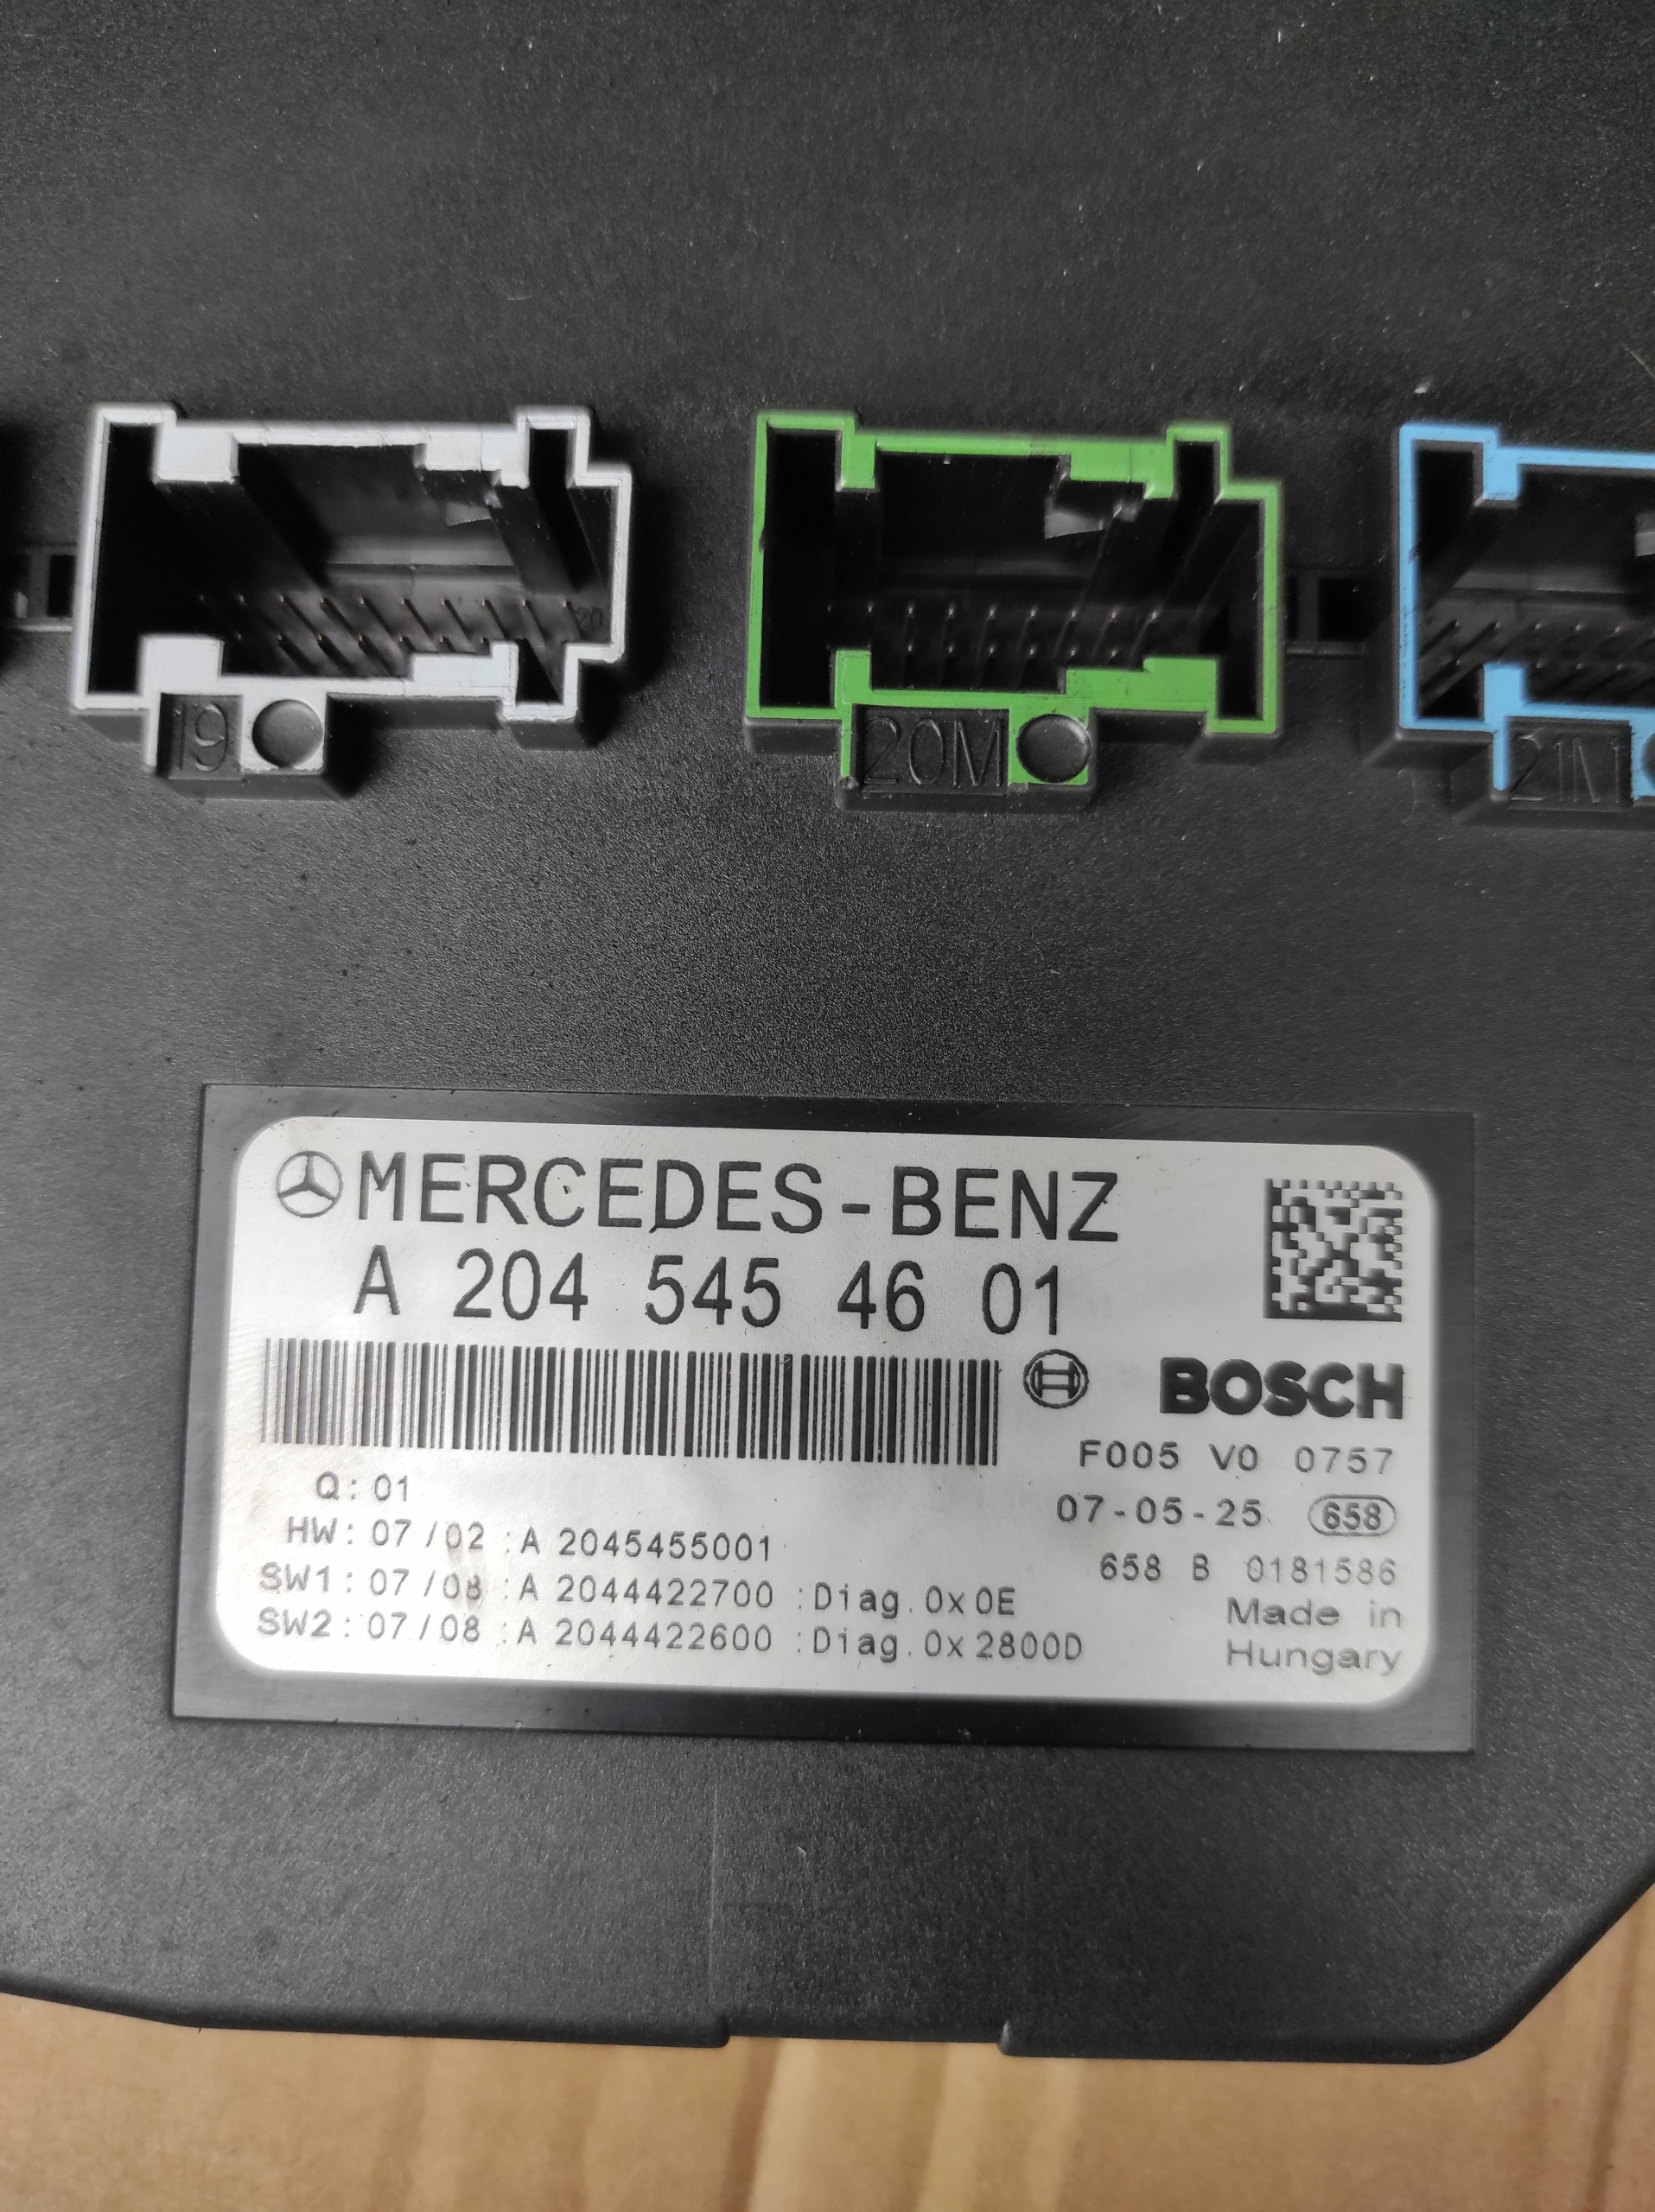 20
19
20M
21M
MERCEDES-BENZ
A 204 545 46 01
BOSCH
F005 V0 0757
Q: 01
07-05-25 658
HW: 07/02 :A 2045455001
658 B 0181586
SW1: 07/08 :A 2044422700 :Diag.0x0E
Made in
SW2: 07/08 :A 2044422600 :Diag.0x2800D
Hungary